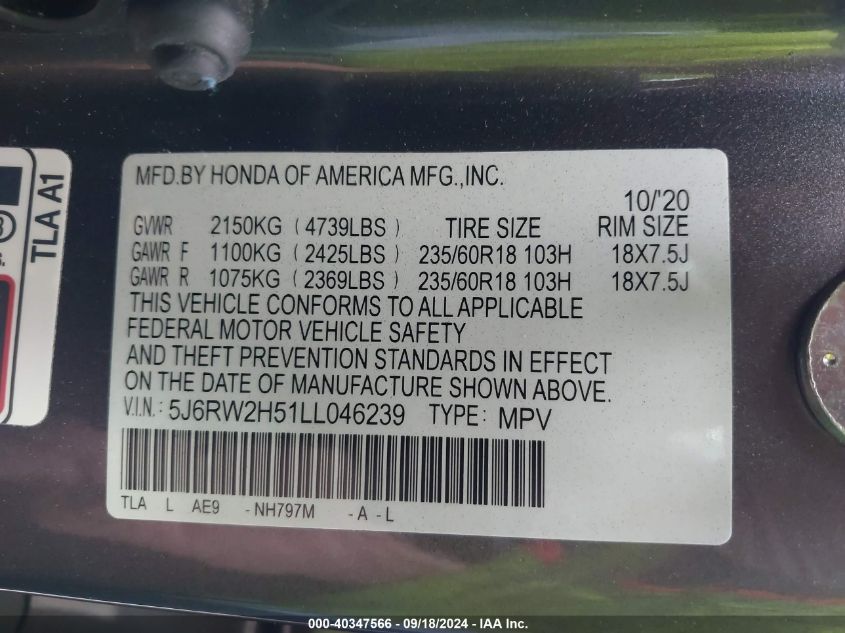 MFD.BY HONDA OF AMERICA MFG.,INC.
10/'20
GVWR 2150KG ( 4739LBS ) TIRE SIZE RIM SIZE
GAWR F 1100KG ( 2425LBS ) 235/60R18 103H 18X7.5J
GAWR R 1075KG ( 2369LBS ) 235/60R18 103H 18X7.5J
THIS VEHICLE CONFORMS TO ALL APPLICABLE
FEDERAL MOTOR VEHICLE SAFETY
AND THEFT PREVENTION STANDARDS IN EFFECT
ON THE DATE OF MANUFACTURE SHOWN ABOVE.
V.I.N.: 5J6RW2H51LL046239 TYPE: MPV
TLA L AE9 -NH797M -A -L
TLA A1
000-40347566 - 09/18/2024 - IAA Inc.